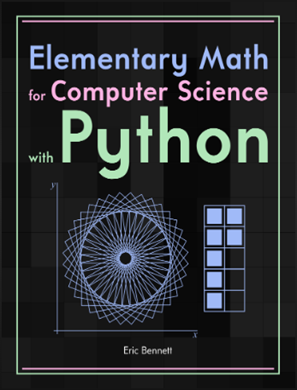 Elementary Math
for Computer Science
with Python
y
x
Eric Bennett